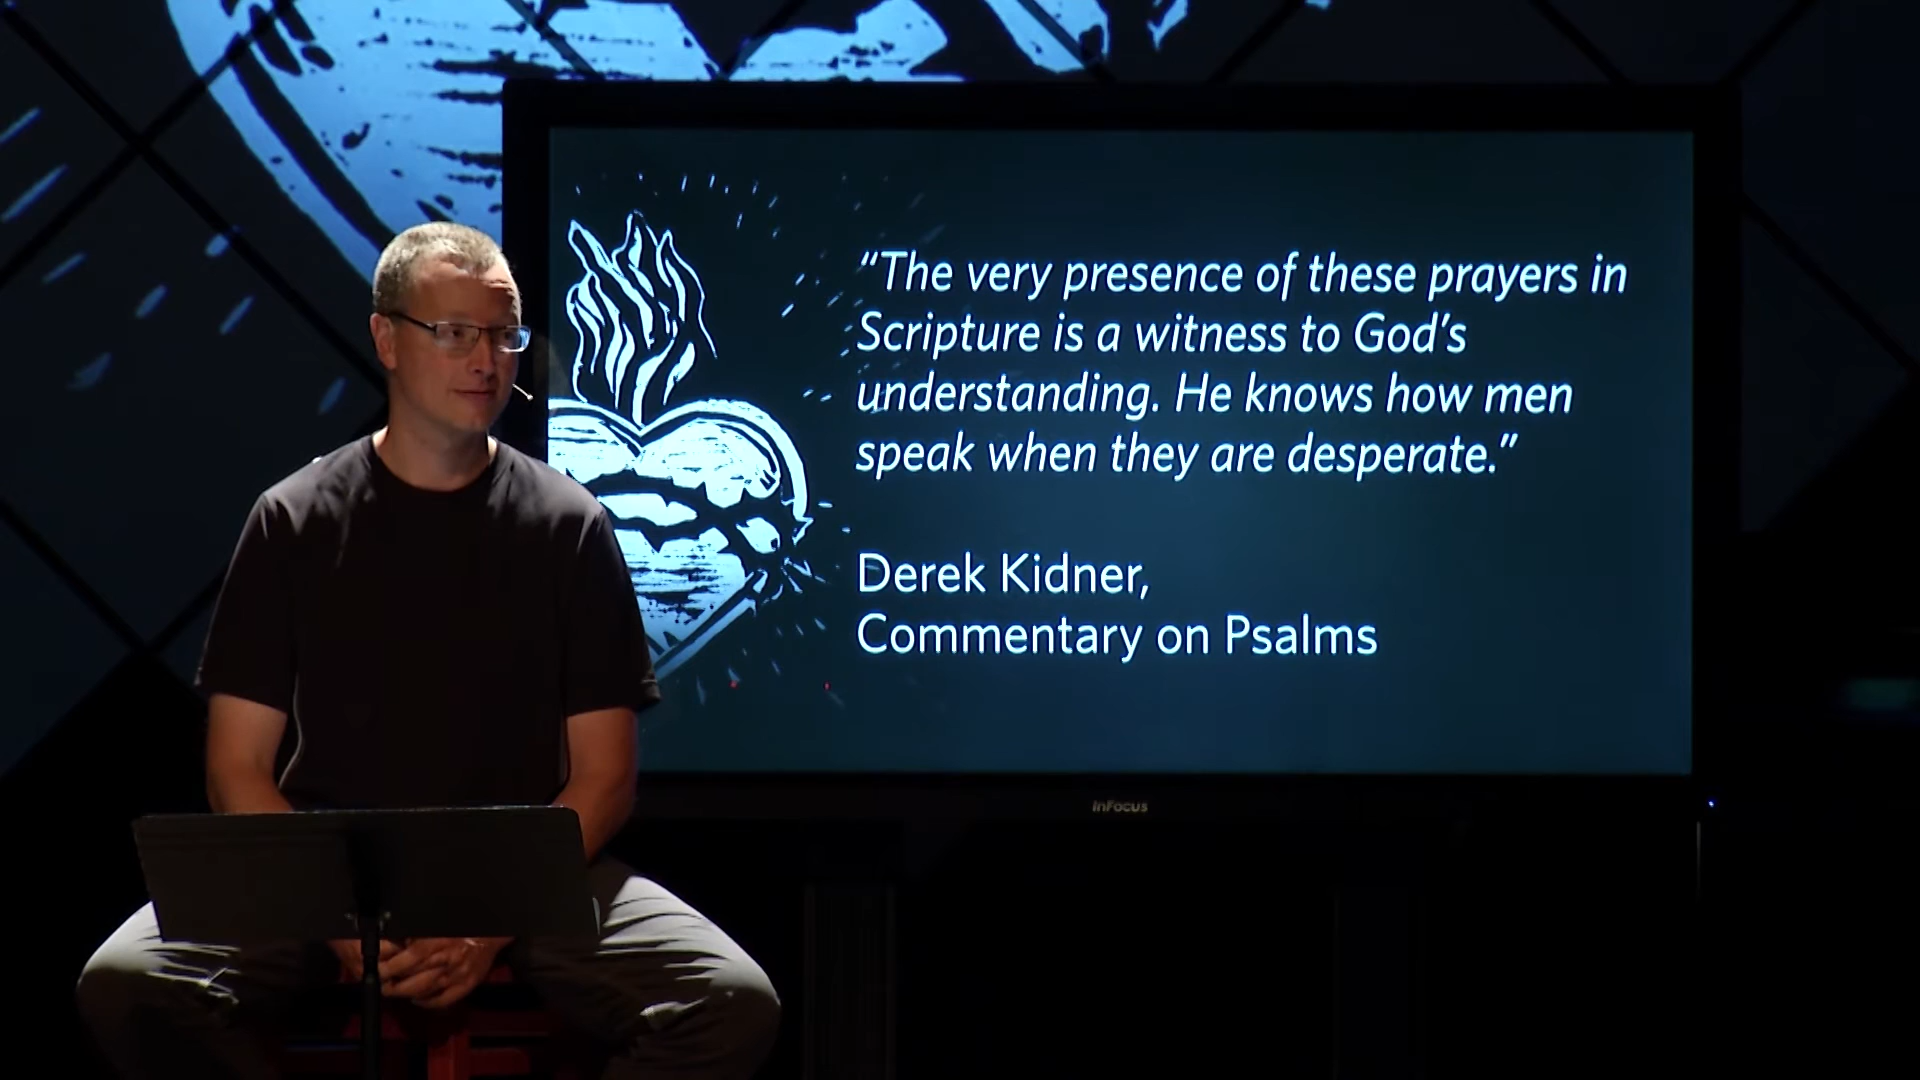 “The very presence of these prayers in
Scripture is a witness to God’s
understanding. He knows how men
speak when they are desperate.”
Derek Kidner,
Commentary on Psalms
InFocus